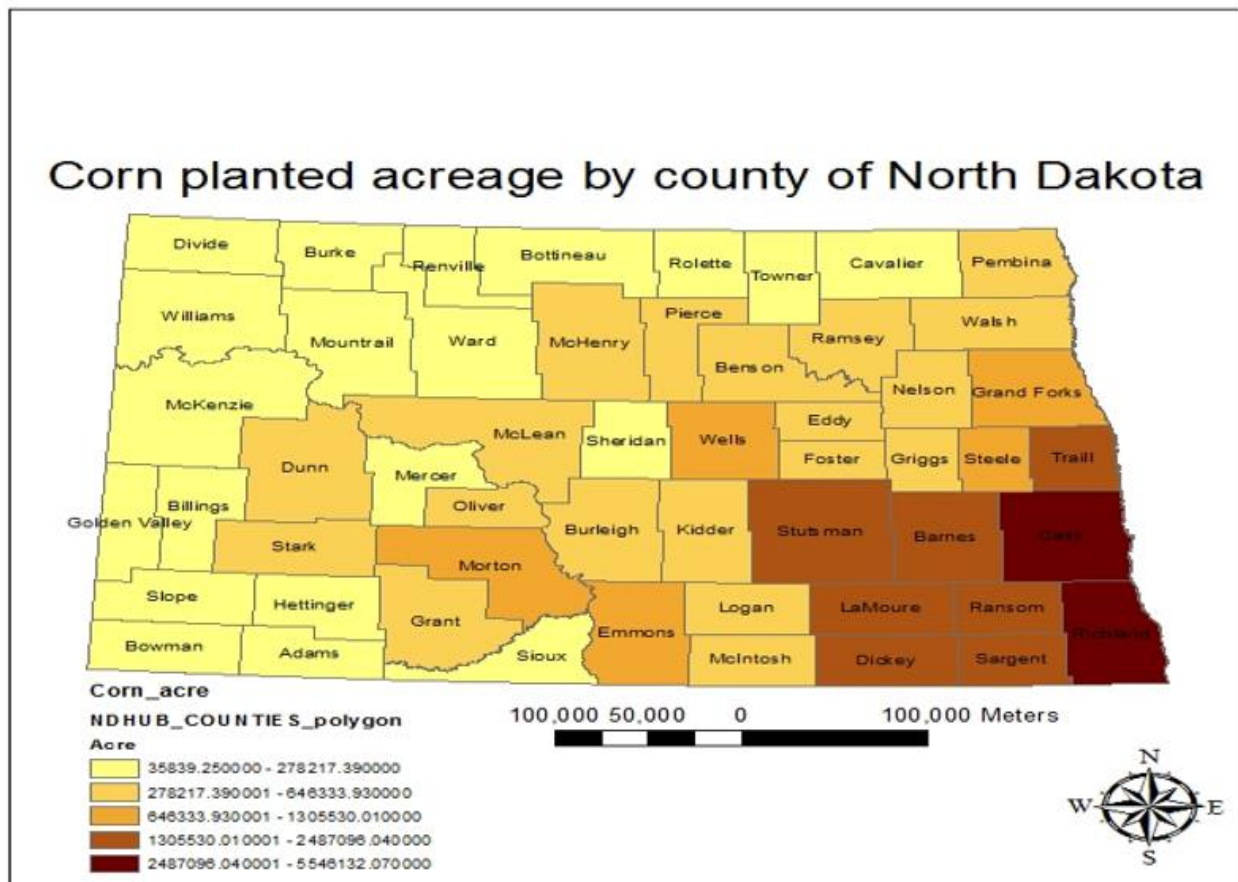 Corn planted acreage by county of North Dakota
Divide
Burke
Renville
Bottineau
Rolette
Towner
Cavalier
Pembina
Williams
Mountrail
Ward
McHenry
Pierce
Benson
Ramsey
Walsh
Nelson
Grand Forks
McKenzie
Dunn
McLean
Sheridan
Wells
Eddy
Foster
Griggs
Steele
Traill
Mercer
Oliver
Golden Valley
Billings
Stark
Morton
Burleigh
Kidder
Stutsman
Barnes
Cass
Slope
Hettinger
Grant
Bowman
Adams
Sioux
Emmons
Logan
McIntosh
LaMoure
Dickey
Ransom
Sargent
Richland
Corn_acre
NDHUB_COUNTIES_polygon
Acre
35839.250000 - 278217.390000
278217.390001 - 646333.930000
646333.930001 - 1305530.010000
1305530.010001 - 2487096.040000
2487096.040001 - 5546132.070000
100,000 50,000 0 100,000 Meters
N
W E
S